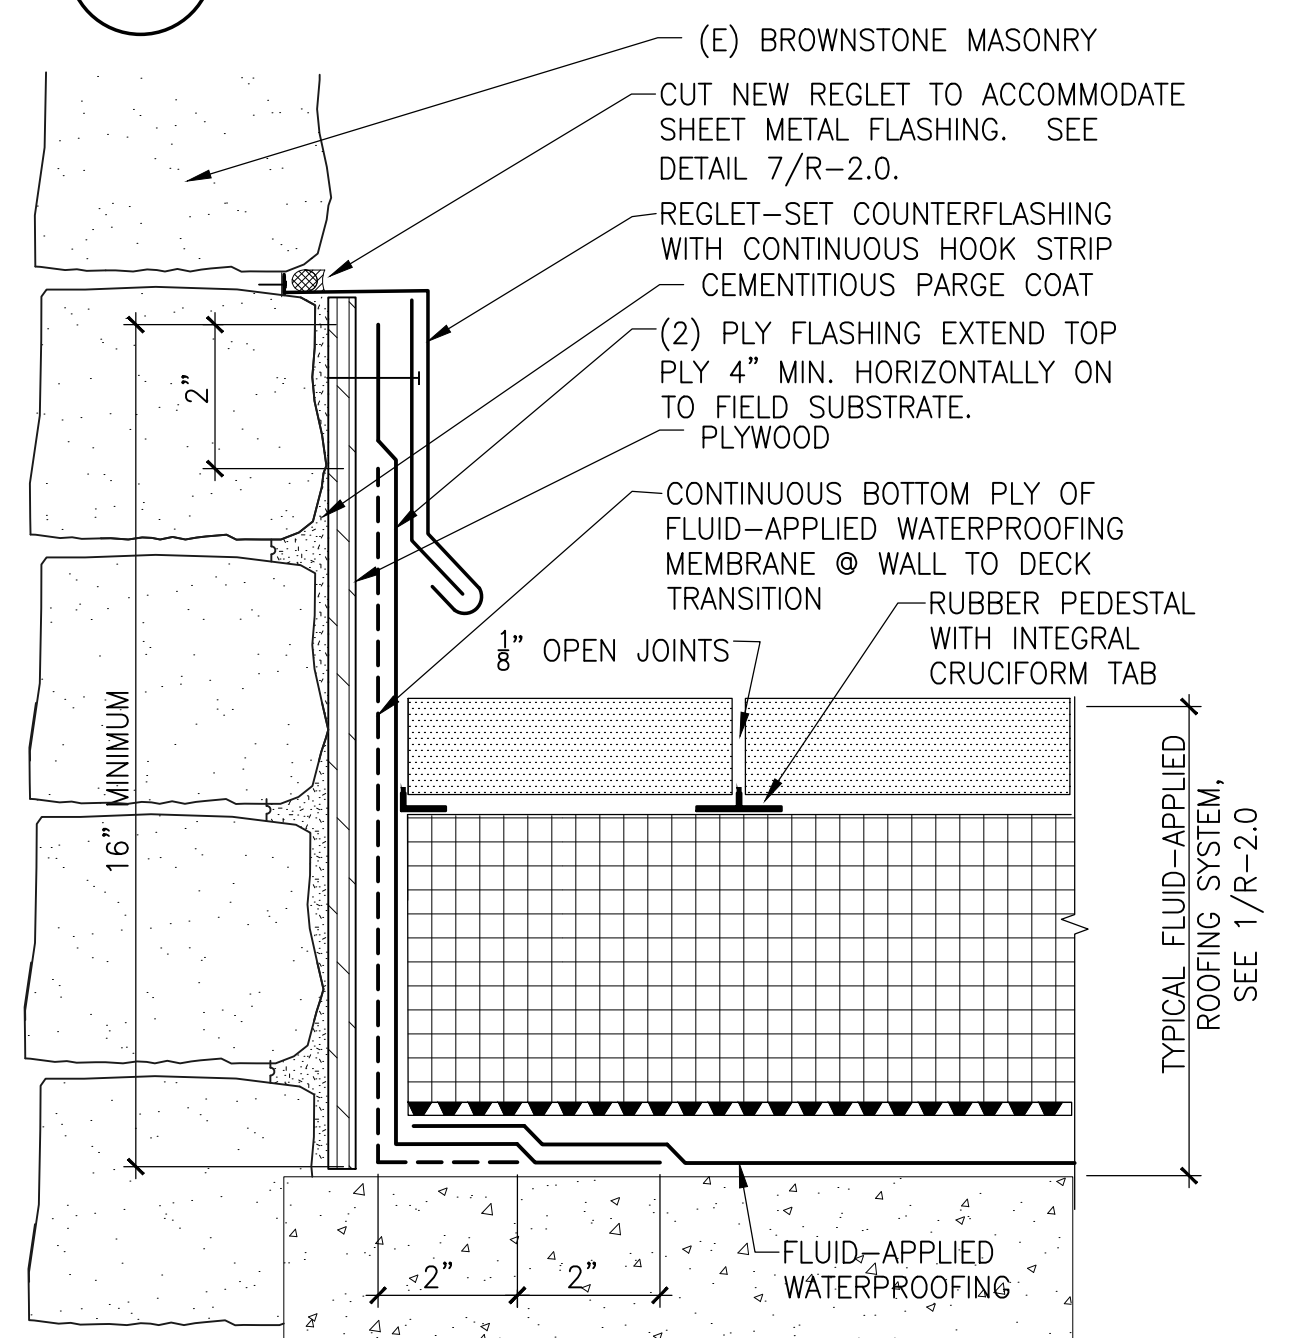 (E) BROWNSTONE MASONRY
CUT NEW REGLET TO ACCOMMODATE
SHEET METAL FLASHING. SEE
DETAIL 7/R-2.0.
REGLET-SET COUNTERFLASHING
WITH CONTINUOUS HOOK STRIP
CEMENTITIOUS PARGE COAT
(2) PLY FLASHING EXTEND TOP
PLY 4" MIN. HORIZONTALLY ON
TO FIELD SUBSTRATE.
PLYWOOD
CONTINUOUS BOTTOM PLY OF
FLUID-APPLIED WATERPROOFING
MEMBRANE @ WALL TO DECK
TRANSITION
RUBBER PEDESTAL
WITH INTEGRAL
CRUCIFORM TAB
1/8" OPEN JOINTS
2"
16" MINIMUM
TYPICAL FLUID-APPLIED
ROOFING SYSTEM,
SEE 1/R-2.0
FLUID-APPLIED
WATERPROOFING
2"
2"